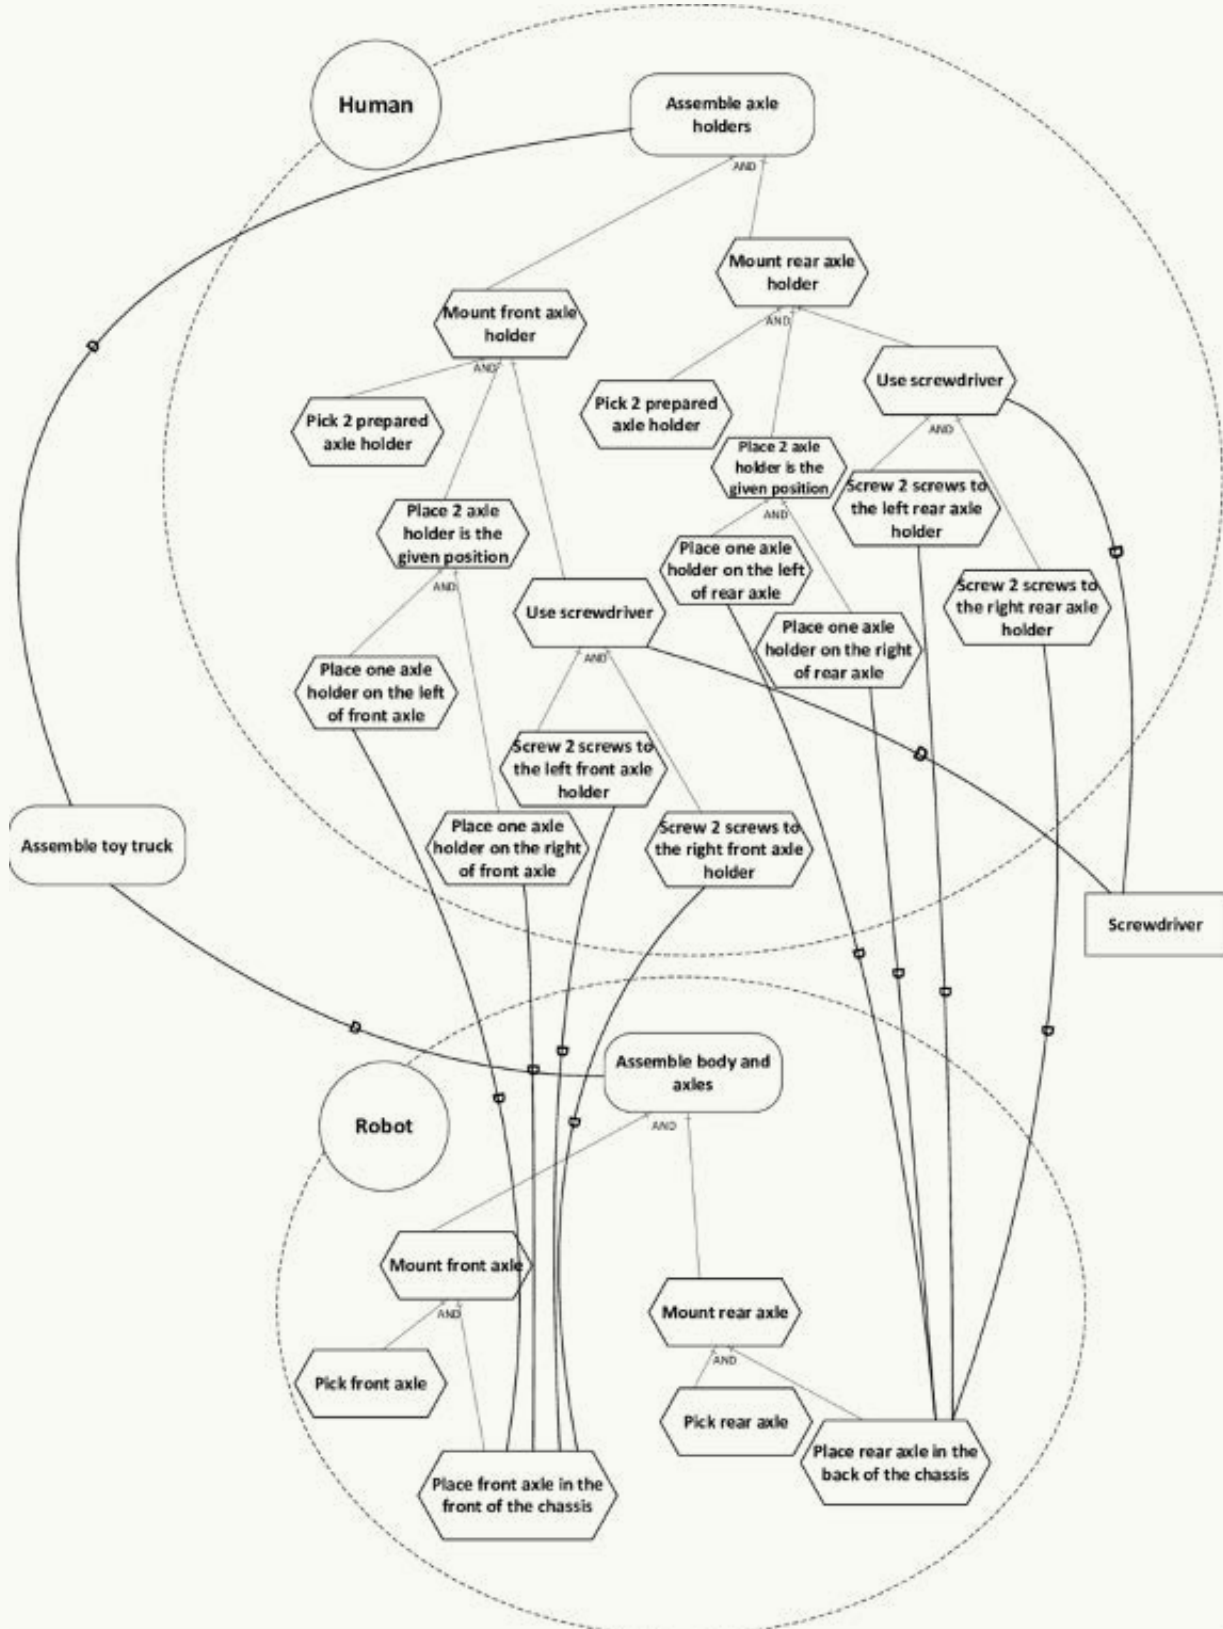 Human
Assemble axle
holders
AND
Mount rear axle
holder
Mount front axle
holder
AND
AND
Use screwdriver
Pick 2 prepared
axle holder
Pick 2 prepared
axle holder
AND
Place 2 axle
holder is the
given position
Screw 2 screws to
the left rear axle
holder
Place 2 axle
holder is the
given position
AND
Place one axle
holder on the left
of rear axle
Screw 2 screws to
the right rear axle
holder
AND
Use screwdriver
Place one axle
holder on the right
of rear axle
AND
Place one axle
holder on the left
of front axle
Screw 2 screws to
the left front axle
holder
Place one axle
holder on the right
of front axle
Screw 2 screws to
the right front axle
holder
Assemble toy truck
Screwdriver
D
D
D
D
D
D
D
D
D
D
D
D
Assemble body and
axles
Robot
AND
Mount front axle
AND
Mount rear axle
AND
Pick front axle
Pick rear axle
Place rear axle in the
back of the chassis
Place front axle in the
front of the chassis